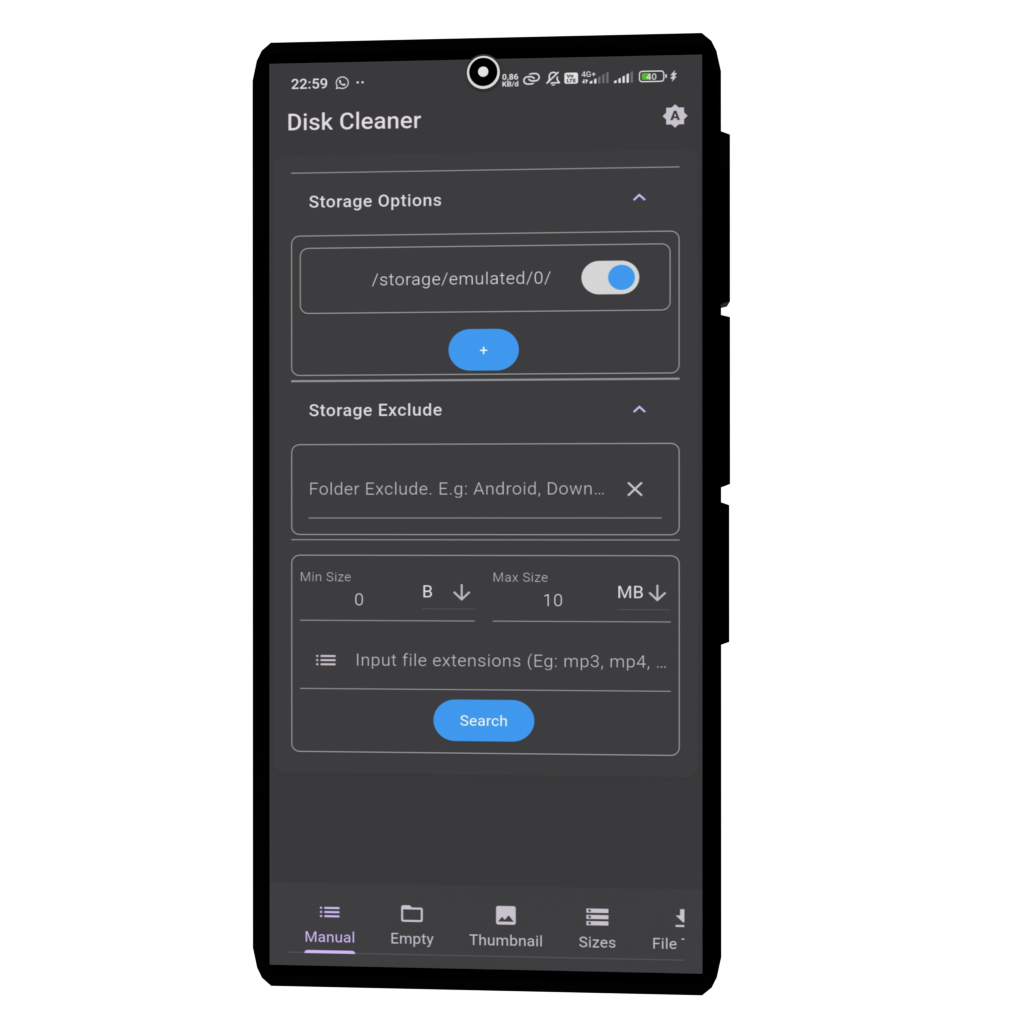 22:59 0,86 KB/d Vo LTE 4G+ 40
Disk Cleaner A
Storage Options
/storage/emulated/0/
+
Storage Exclude
Folder Exclude. E.g: Android, Down...
Min Size Max Size
0 B 10 MB
Input file extensions (Eg: mp3, mp4, ...
Search
Manual Empty Thumbnail Sizes File